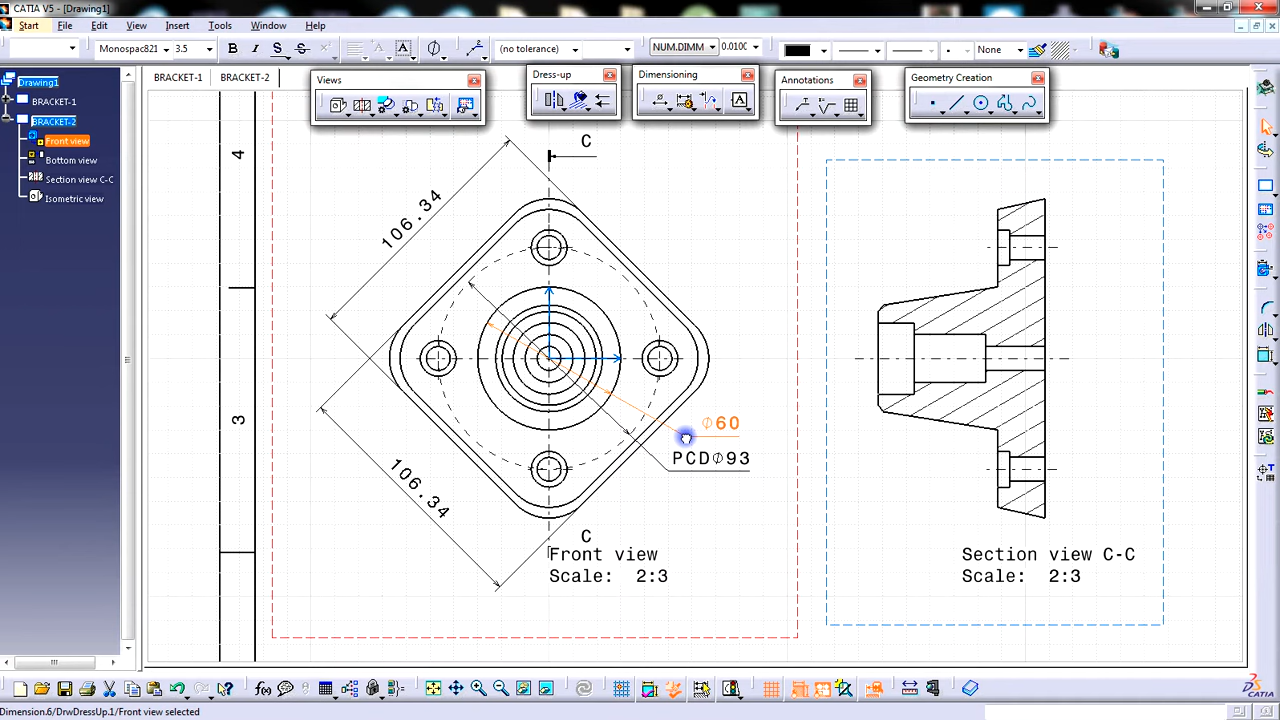 CATIA V5 - [Drawing1]
Start File Edit View Insert Tools Window Help
Monospac821 3.5 B I S S (no tolerance) NUM.DIMM 0.0100 None
Drawing1
BRACKET-1
BRACKET-2
Front view
Bottom view
Section view C-C
Isometric view
BRACKET-1 BRACKET-2
Views
Dress-up
Dimensioning
Annotations
Geometry Creation
4
3
C
106.34
106.34
∅60
PCD∅93
C
Front view
Scale: 2:3
Section view C-C
Scale: 2:3
Dimension.6/DrwDressUp.1/Front view selected